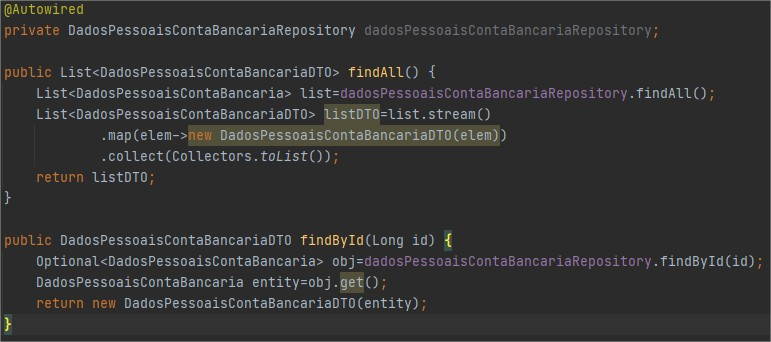 @Autowired
private DadosPessoaisContaBancariaRepository dadosPessoaisContaBancariaRepository;
public List<DadosPessoaisContaBancariaDTO> findAll() {
List<DadosPessoaisContaBancaria> list=dadosPessoaisContaBancariaRepository.findAll();
List<DadosPessoaisContaBancariaDTO> listDTO=list.stream()
.map(elem->new DadosPessoaisContaBancariaDTO(elem))
.collect(Collectors.toList());
return listDTO;
}
public DadosPessoaisContaBancariaDTO findById(Long id) {
Optional<DadosPessoaisContaBancaria> obj=dadosPessoaisContaBancariaRepository.findById(id);
DadosPessoaisContaBancaria entity=obj.get();
return new DadosPessoaisContaBancariaDTO(entity);
}